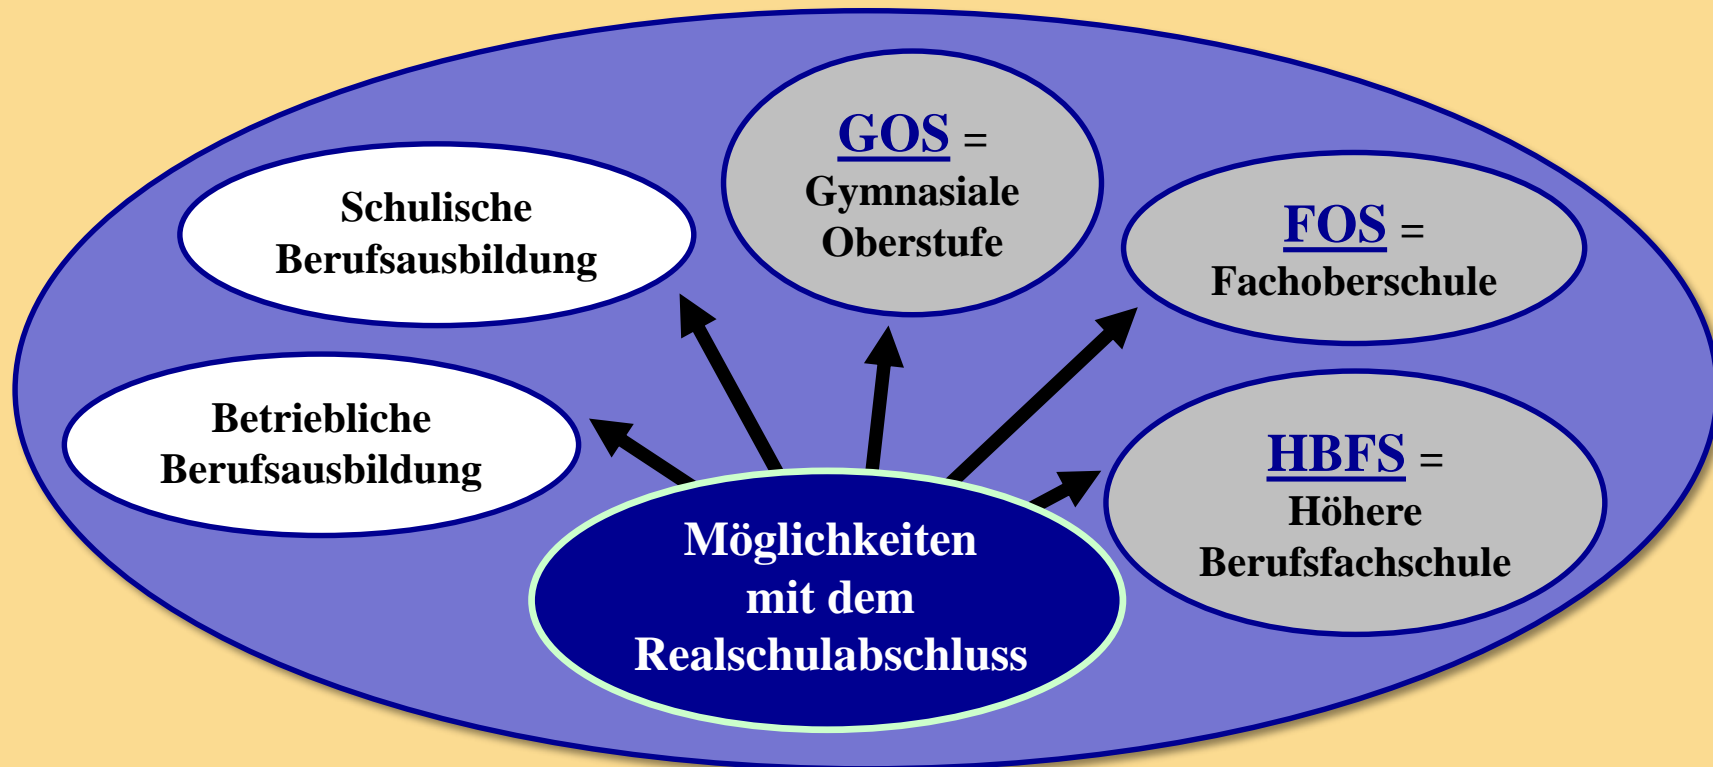 GOS =
Gymnasiale
Oberstufe
Schulische
Berufsausbildung
FOS =
Fachoberschule
Betriebliche
Berufsausbildung
HBFS =
Höhere
Berufsfachschule
Möglichkeiten
mit dem
Realschulabschluss